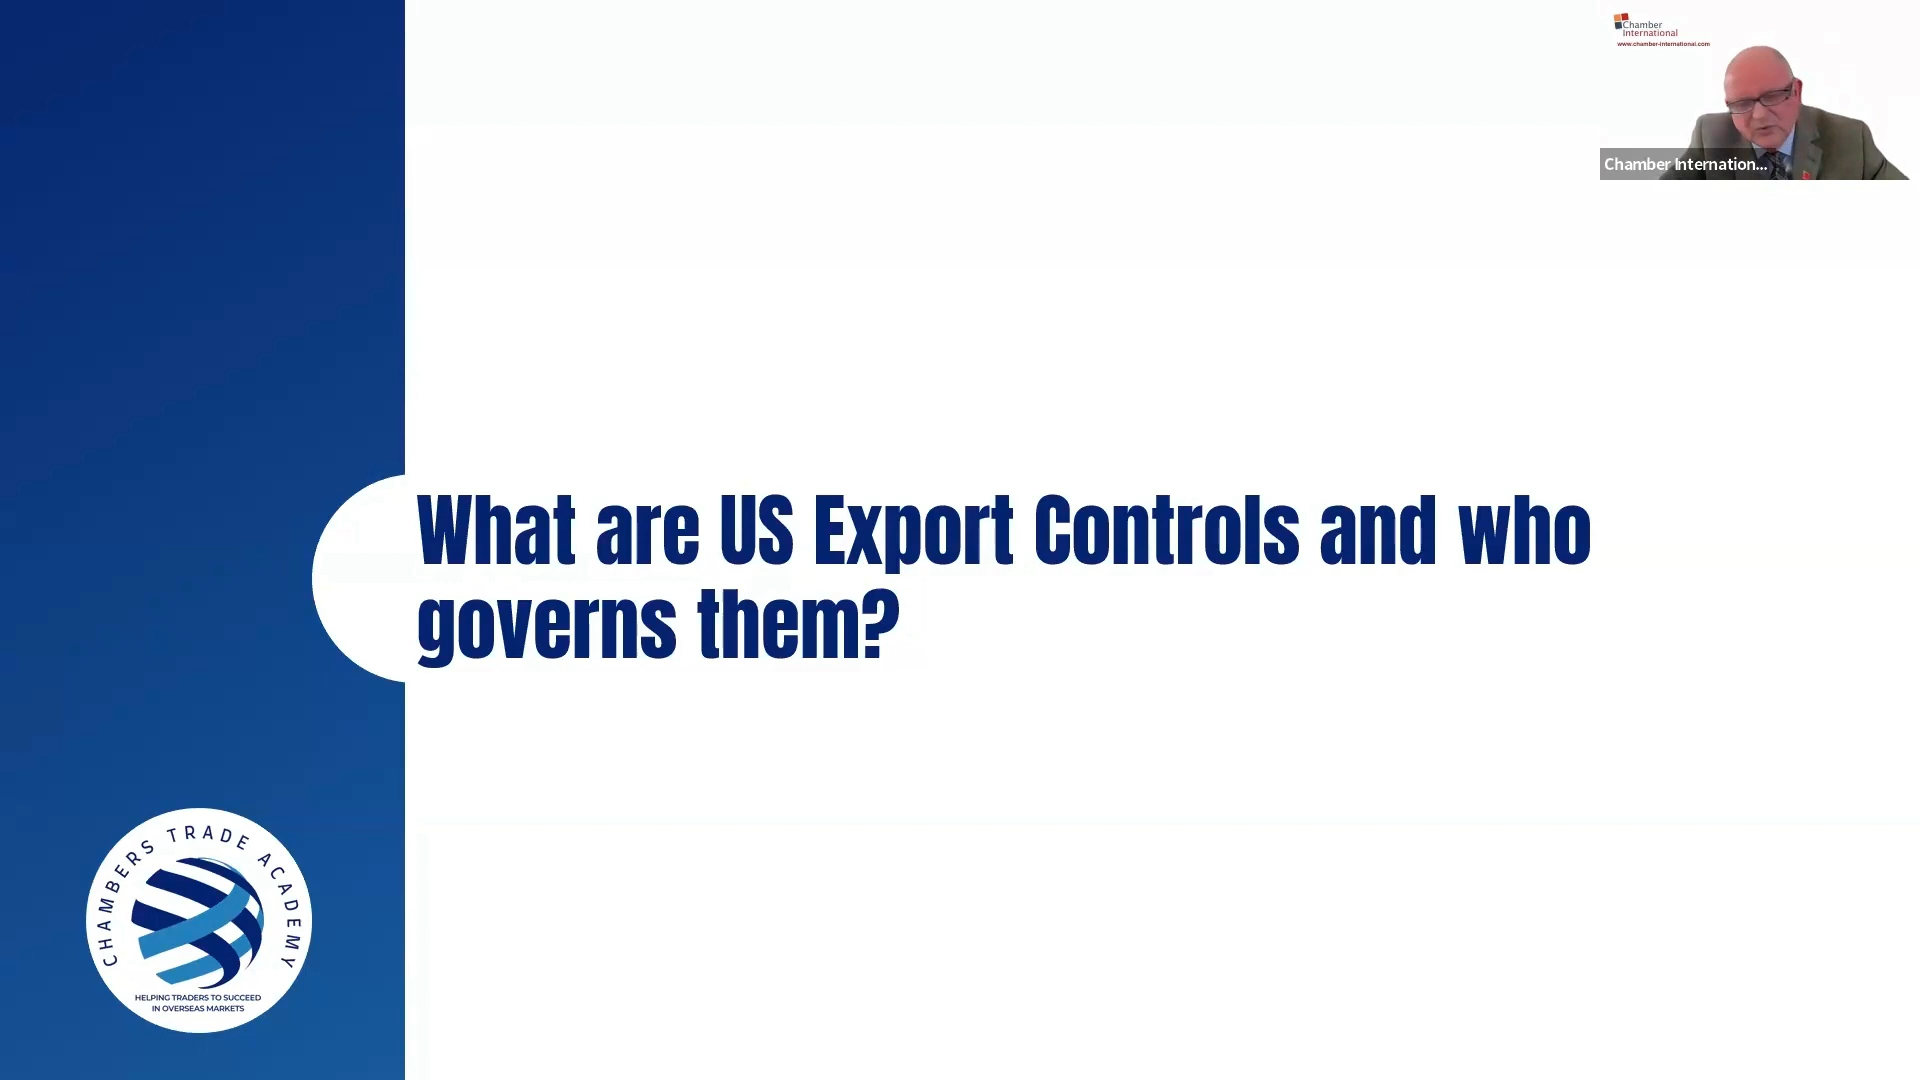 Chamber
International
www.chamber-international.com
Chamber Internation...
What are US Export Controls and who
governs them?
CHAMBERS TRADE ACADEMY
HELPING TRADERS TO SUCCEED
IN OVERSEAS MARKETS